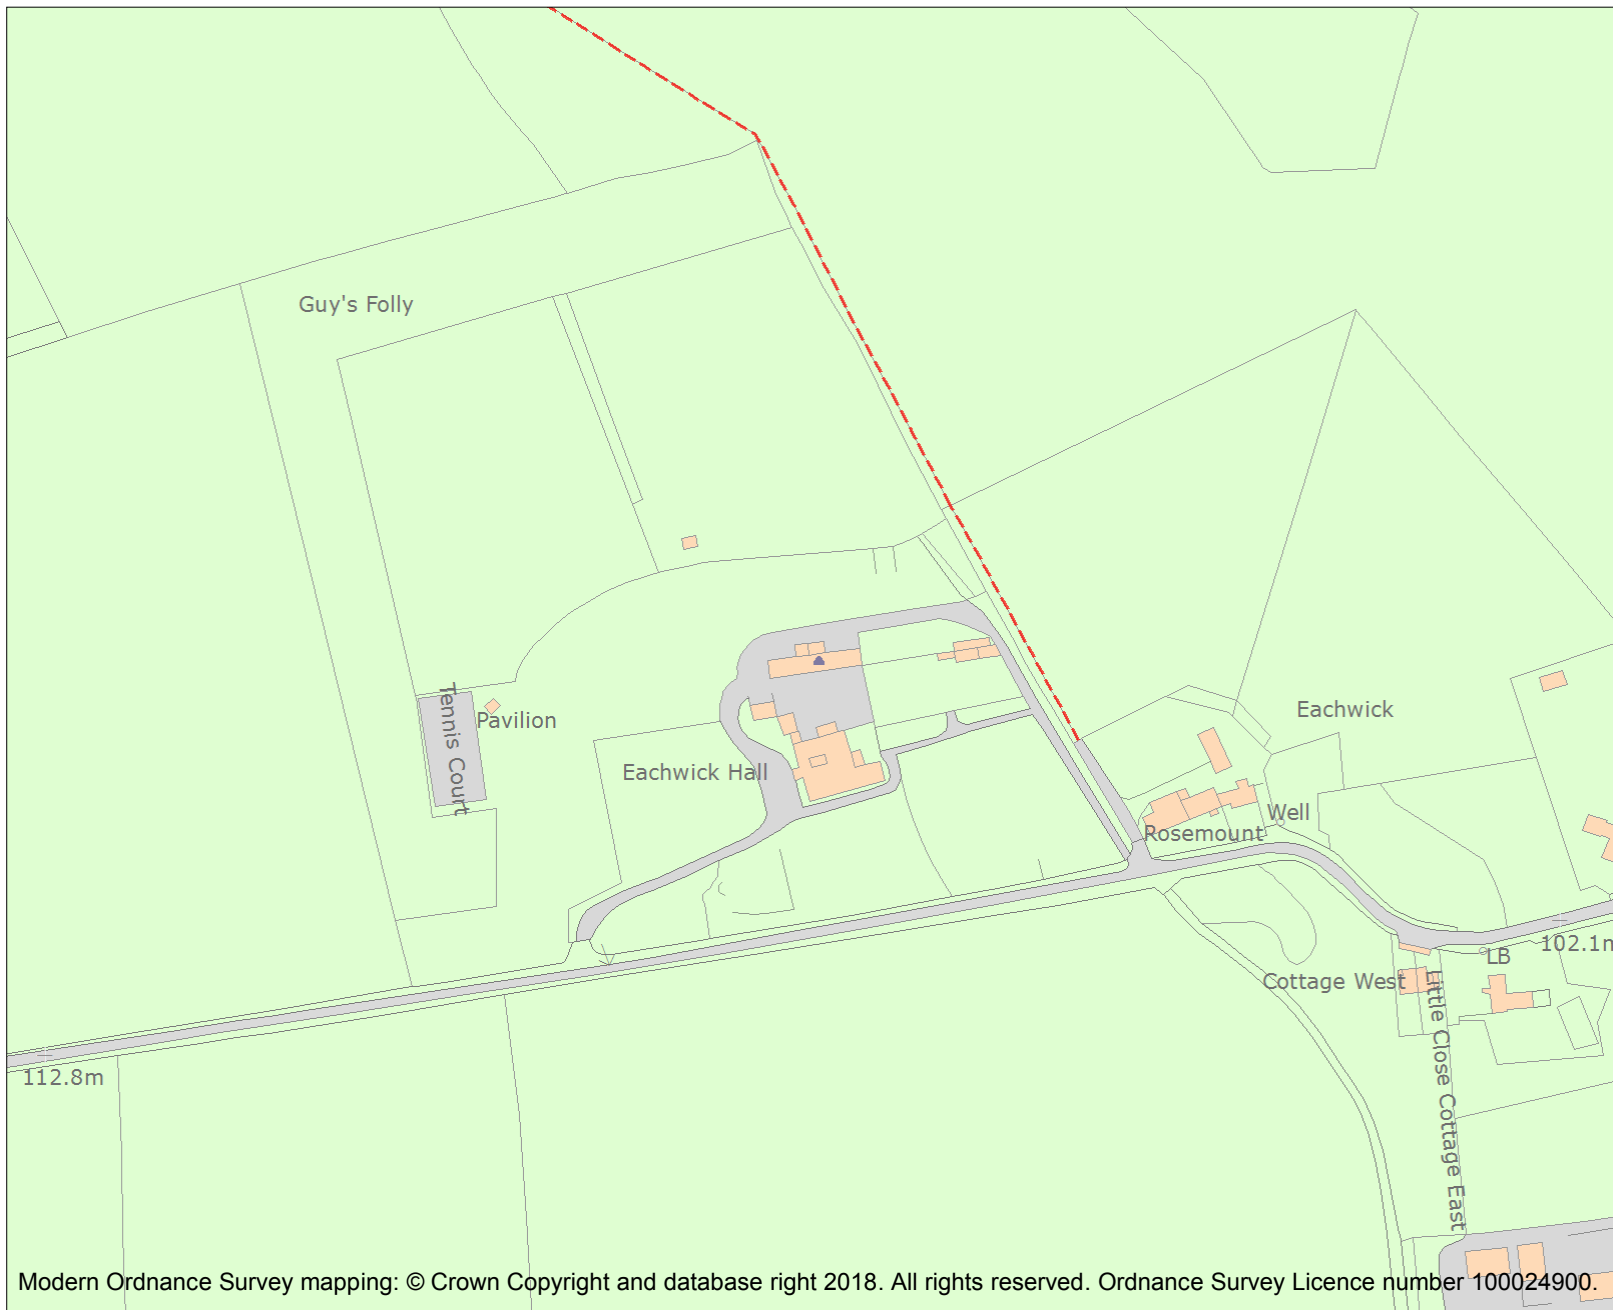 Guy's Folly
Eachwick
Tennis Court
Pavilion
Eachwick Hall
Well
Rosemount
102.1m
LB
Cottage West
Little Close Cottage East
112.8m
Modern Ordnance Survey mapping: © Crown Copyright and database right 2018. All rights reserved. Ordnance Survey Licence number 100024900.